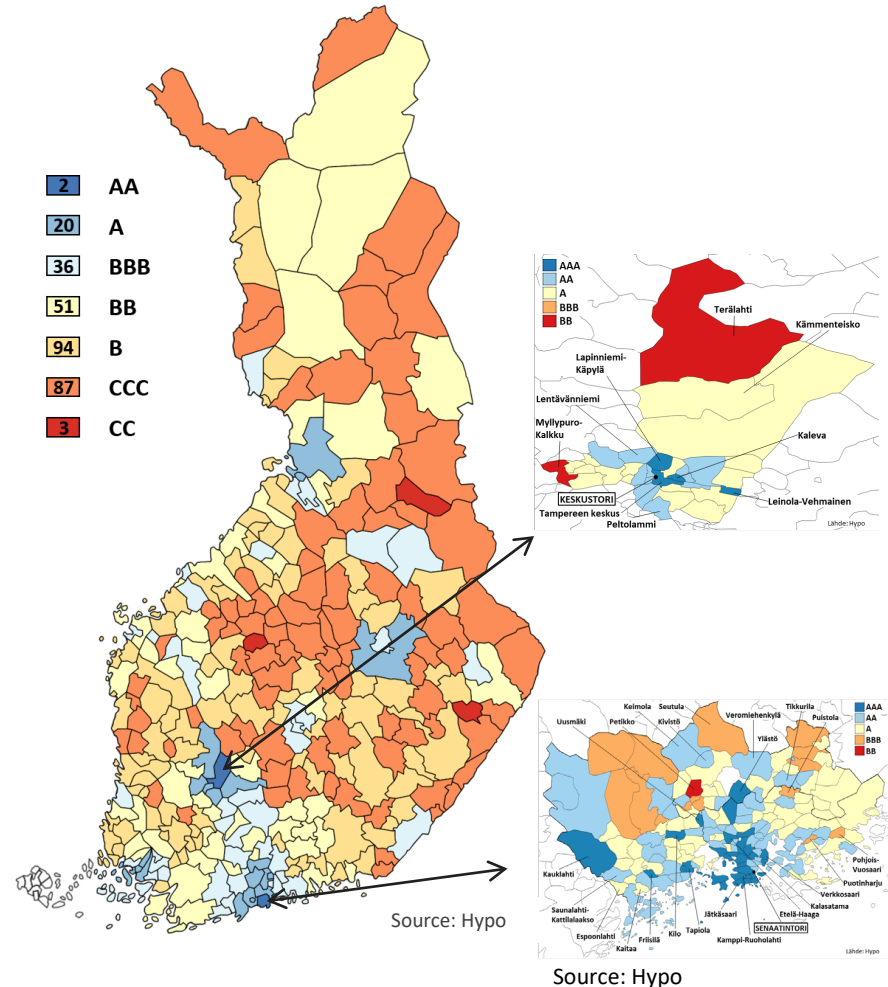 2 AA
20 A
36 BBB
51 BB
94 B
87 CCC
3 CC
Source: Hypo
AAA
AA
A
BBB
BB
Terälahti
Kämmenteisko
Lapinniemi-
Käpylä
Lentävänniemi
Myllypuro-
Kalkku
Kaleva
KESKUSTORI
Tampereen keskus
Peltolammi
Leinola-Vehmainen
Lähde: Hypo
Keimola
Seutula
Tikkurila
Uusmäki
Petikko
Kivistö
Veromiehenkylä
Puistola
Ylästö
AAA
AA
A
BBB
BB
Kauklahti
Saunalahti-
Kattilalaakso
Espoonlahti
Kaitaa
Friisilä
Kilo
Tapiola
Jätkäsaari
Kamppi-Ruoholahti
SENAATINTORI
Etelä-Haaga
Kalasatama
Verkkosaari
Puotinharju
Pohjois-
Vuosaari
Lähde: Hypo
Source: Hypo